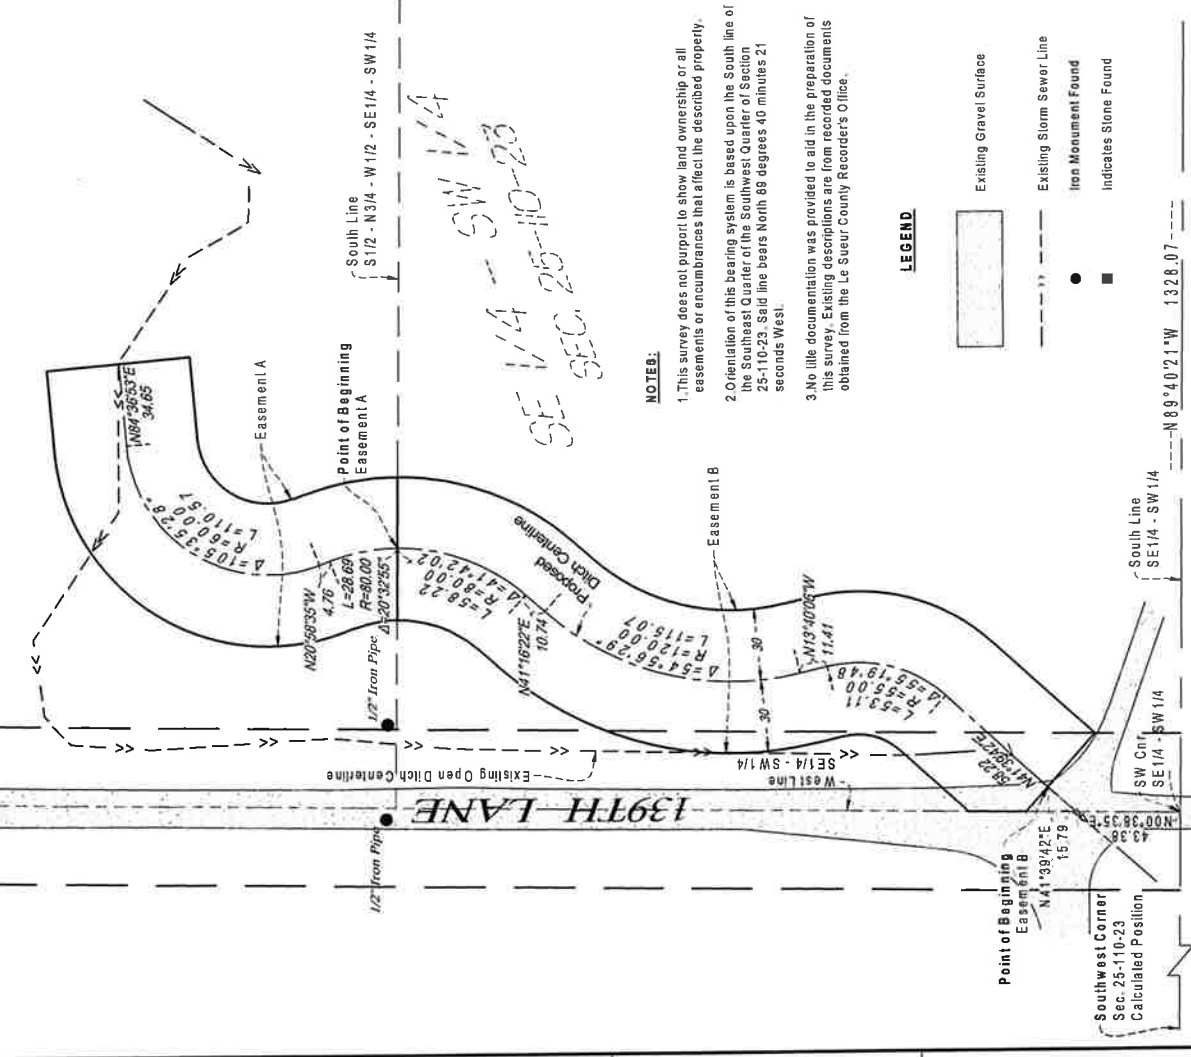 South Line
S1/2 - N3/4 - W1/2 - SE1/4 - SW1/4
SE 1/4 - SW 1/4
SEC. 25-110-23
N84°36'53"E
34.65
Easement A
Point of Beginning
Easement A
Δ=105°35'28"
R=60.00
L=110.57
N20°58'35"W
4.76
L=28.69
R=80.00
Δ=20°32'55"
1/2" Iron Pipe
L=58.22
R=80.00
Δ=41°42'02"
Proposed
Ditch Centerline
N41°16'22"E
10.74
Δ=54°56'29"
R=120.00
L=115.07
Easement B
30
30
N13°40'06"W
11.41
L=53.11
R=55.00
Δ=55°19'48"
59.22
N41°39'42"E
Existing Open Ditch Centerline
West Line
SE1/4 - SW1/4
139TH LANE
1/2" Iron Pipe
Point of Beginning
Easement B
N41°39'42"E
15.79
43.38
N00°38'35"E
SW Cnr.
SE1/4 - SW1/4
South Line
SE1/4 - SW1/4
N89°40'21"W 1328.07
Southwest Corner
Sec. 25-110-23
Calculated Position
NOTES:
1. This survey does not purport to show land ownership or all
easements or encumbrances that affect the described property.
2. Orientation of this bearing system is based upon the South line of
the Southeast Quarter of the Southwest Quarter of Section
25-110-23. Said line bears North 89 degrees 40 minutes 21
seconds West.
3. No title documentation was provided to aid in the preparation of
this survey. Existing descriptions are from recorded documents
obtained from the Le Sueur County Recorder's Office.
LEGEND
Existing Gravel Surface
Existing Storm Sewer Line
Iron Monument Found
Indicates Stone Found